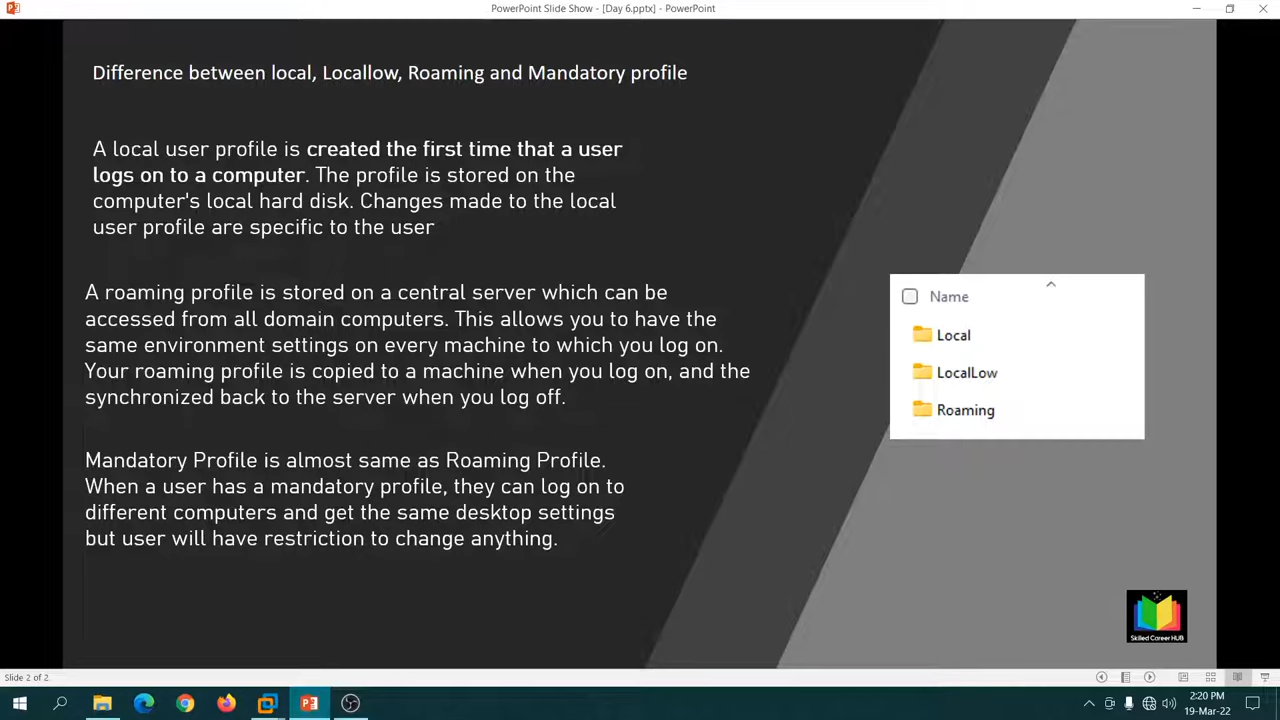 PowerPoint Slide Show - [Day 6.pptx] - PowerPoint
Difference between local, Locallow, Roaming and Mandatory profile
A local user profile is created the first time that a user
logs on to a computer. The profile is stored on the
computer's local hard disk. Changes made to the local
user profile are specific to the user
A roaming profile is stored on a central server which can be
accessed from all domain computers. This allows you to have the
same environment settings on every machine to which you log on.
Your roaming profile is copied to a machine when you log on, and the
synchronized back to the server when you log off.
Mandatory Profile is almost same as Roaming Profile.
When a user has a mandatory profile, they can log on to
different computers and get the same desktop settings
but user will have restriction to change anything.
Name
Local
LocalLow
Roaming
Skilled Career HUB
Slide 2 of 2
2:20 PM
19-Mar-22